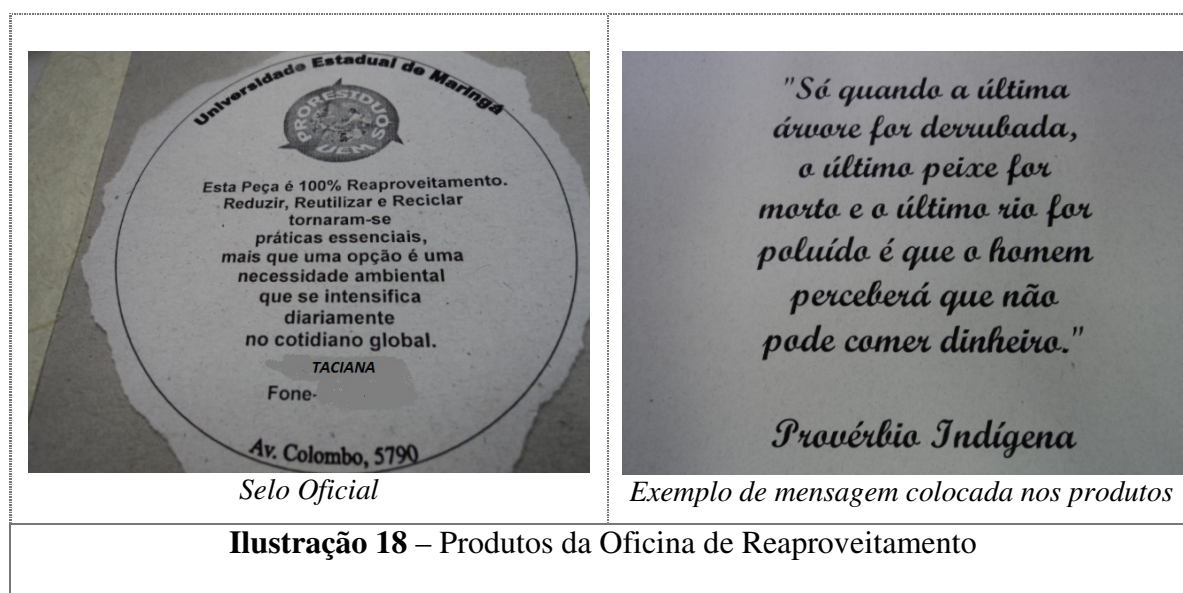 Universidade Estadual de Maringá
PRORESÍDUOS
UEM
Esta Peça é 100% Reaproveitamento.
Reduzir, Reutilizar e Reciclar
tornaram-se
práticas essenciais,
mais que uma opção é uma
necessidade ambiental
que se intensifica
diariamente
no cotidiano global.
TACIANA
Fone-
Av. Colombo, 5790
Selo Oficial
"Só quando a última
árvore for derrubada,
o último peixe for
morto e o último rio for
poluído é que o homem
perceberá que não
pode comer dinheiro."
Provérbio Indígena
Exemplo de mensagem colocada nos produtos
Ilustração 18 – Produtos da Oficina de Reaproveitamento